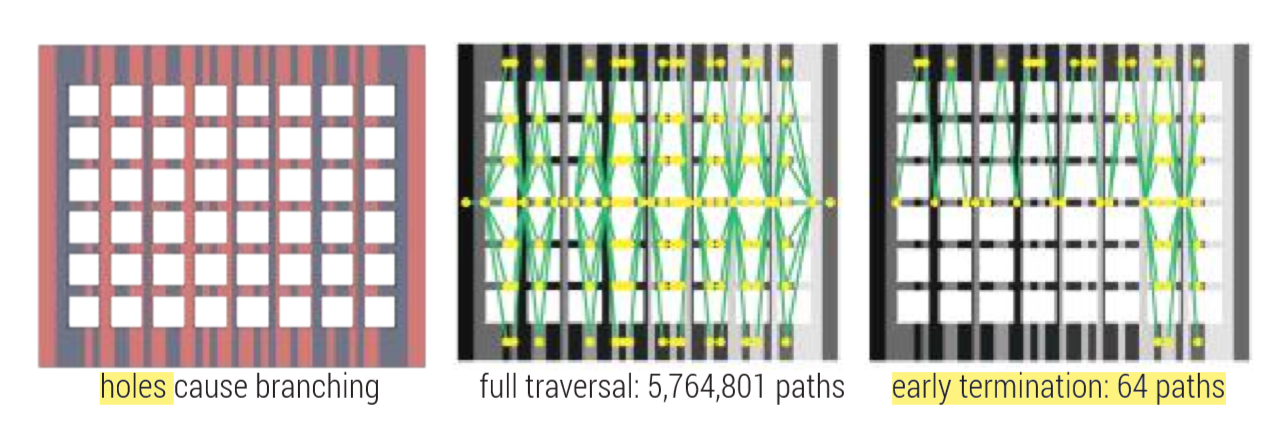 holes cause branching
full traversal: 5,764,801 paths
early termination: 64 paths